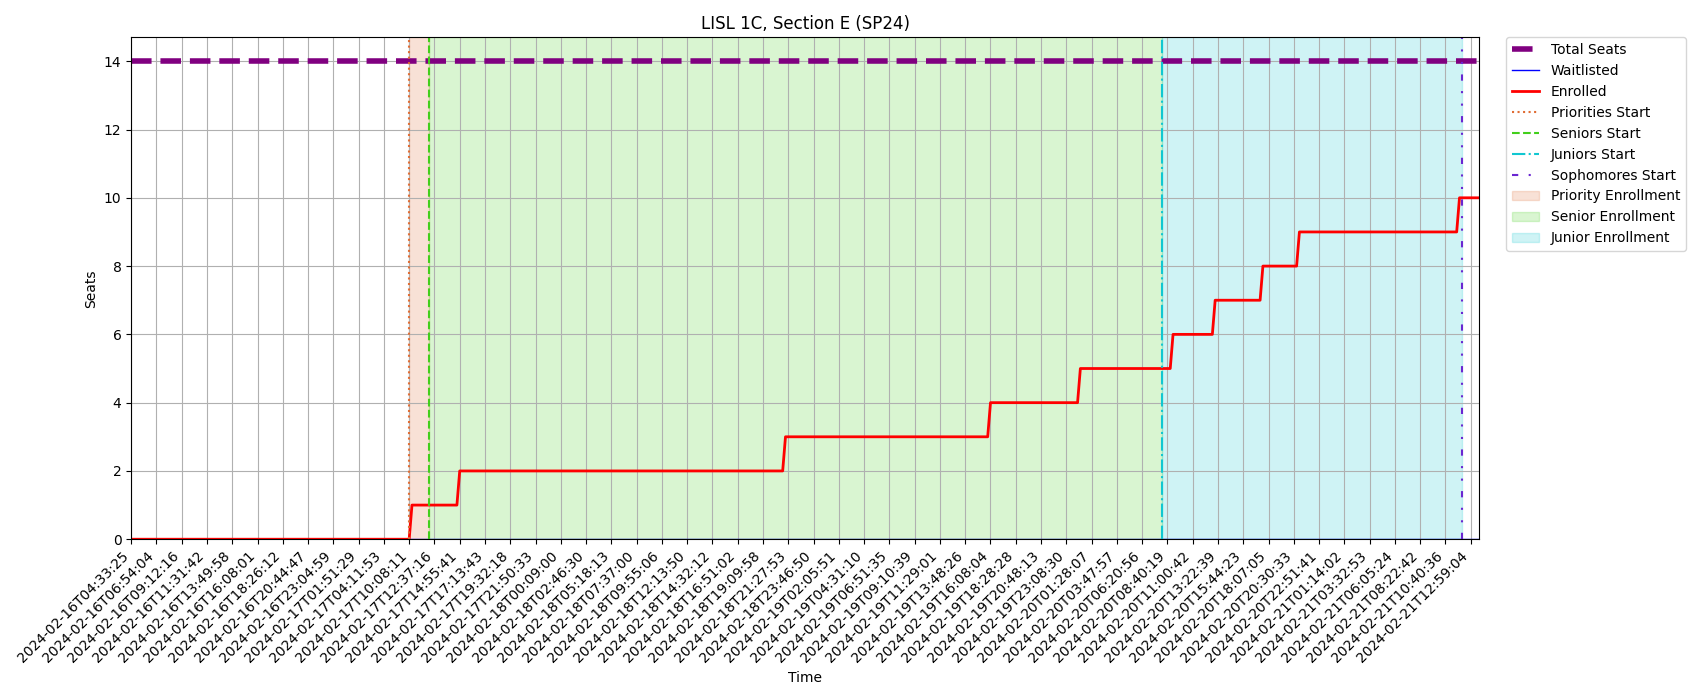 LISL 1C, Section E (SP24)
Total Seats
Waitlisted
Enrolled
Priorities Start
Seniors Start
Juniors Start
Sophomores Start
Priority Enrollment
Senior Enrollment
Junior Enrollment
Seats
14
12
10
8
6
4
2
0
2024-02-16T04:33:25
2024-02-16T06:54:04
2024-02-16T09:12:16
2024-02-16T11:31:42
2024-02-16T13:49:58
2024-02-16T16:08:01
2024-02-16T18:26:12
2024-02-16T20:44:47
2024-02-16T23:04:59
2024-02-17T01:51:29
2024-02-17T04:11:53
2024-02-17T10:08:11
2024-02-17T12:37:16
2024-02-17T14:55:41
2024-02-17T17:13:43
2024-02-17T19:32:18
2024-02-17T21:50:33
2024-02-18T00:09:00
2024-02-18T02:46:30
2024-02-18T05:18:13
2024-02-18T07:37:00
2024-02-18T09:55:06
2024-02-18T12:13:50
2024-02-18T14:32:12
2024-02-18T16:51:02
2024-02-18T19:09:58
2024-02-18T21:27:53
2024-02-18T23:46:50
2024-02-19T02:05:51
2024-02-19T04:31:10
2024-02-19T06:51:35
2024-02-19T09:10:39
2024-02-19T11:29:01
2024-02-19T13:48:26
2024-02-19T16:08:04
2024-02-19T18:28:28
2024-02-19T20:48:13
2024-02-19T23:08:30
2024-02-20T01:28:07
2024-02-20T03:47:57
2024-02-20T06:20:56
2024-02-20T08:40:19
2024-02-20T11:00:42
2024-02-20T13:22:39
2024-02-20T15:44:23
2024-02-20T18:07:05
2024-02-20T20:30:33
2024-02-20T22:51:41
2024-02-21T01:14:02
2024-02-21T03:32:53
2024-02-21T06:05:24
2024-02-21T08:22:42
2024-02-21T10:40:36
2024-02-21T12:59:04
Time